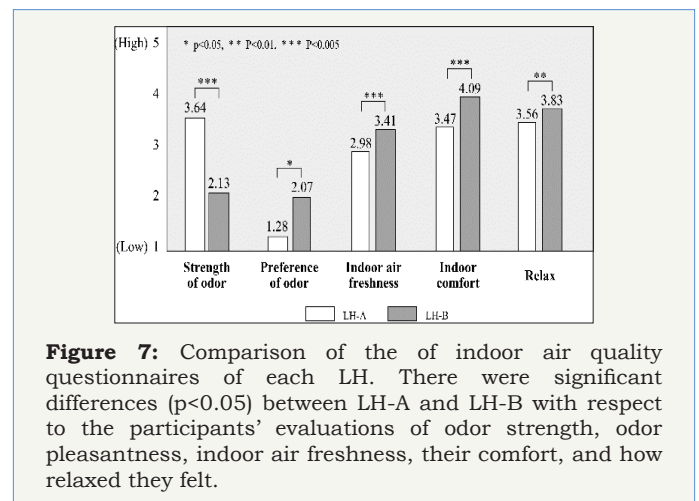 (High) 5
* p<0.05, ** P<0.01, *** P<0.005
4
3
2
(Low) 1
***
3.64
2.13
*
1.28
2.07
***
2.98
3.41
***
3.47
4.09
**
3.56
3.83
Strength of odor
Preference of odor
Indoor air freshness
Indoor comfort
Relax
LH-A
LH-B
Figure 7: Comparison of the of indoor air quality
questionnaires of each LH. There were significant
differences (p<0.05) between LH-A and LH-B with respect
to the participants' evaluations of odor strength, odor
pleasantness, indoor air freshness, their comfort, and how
relaxed they felt.